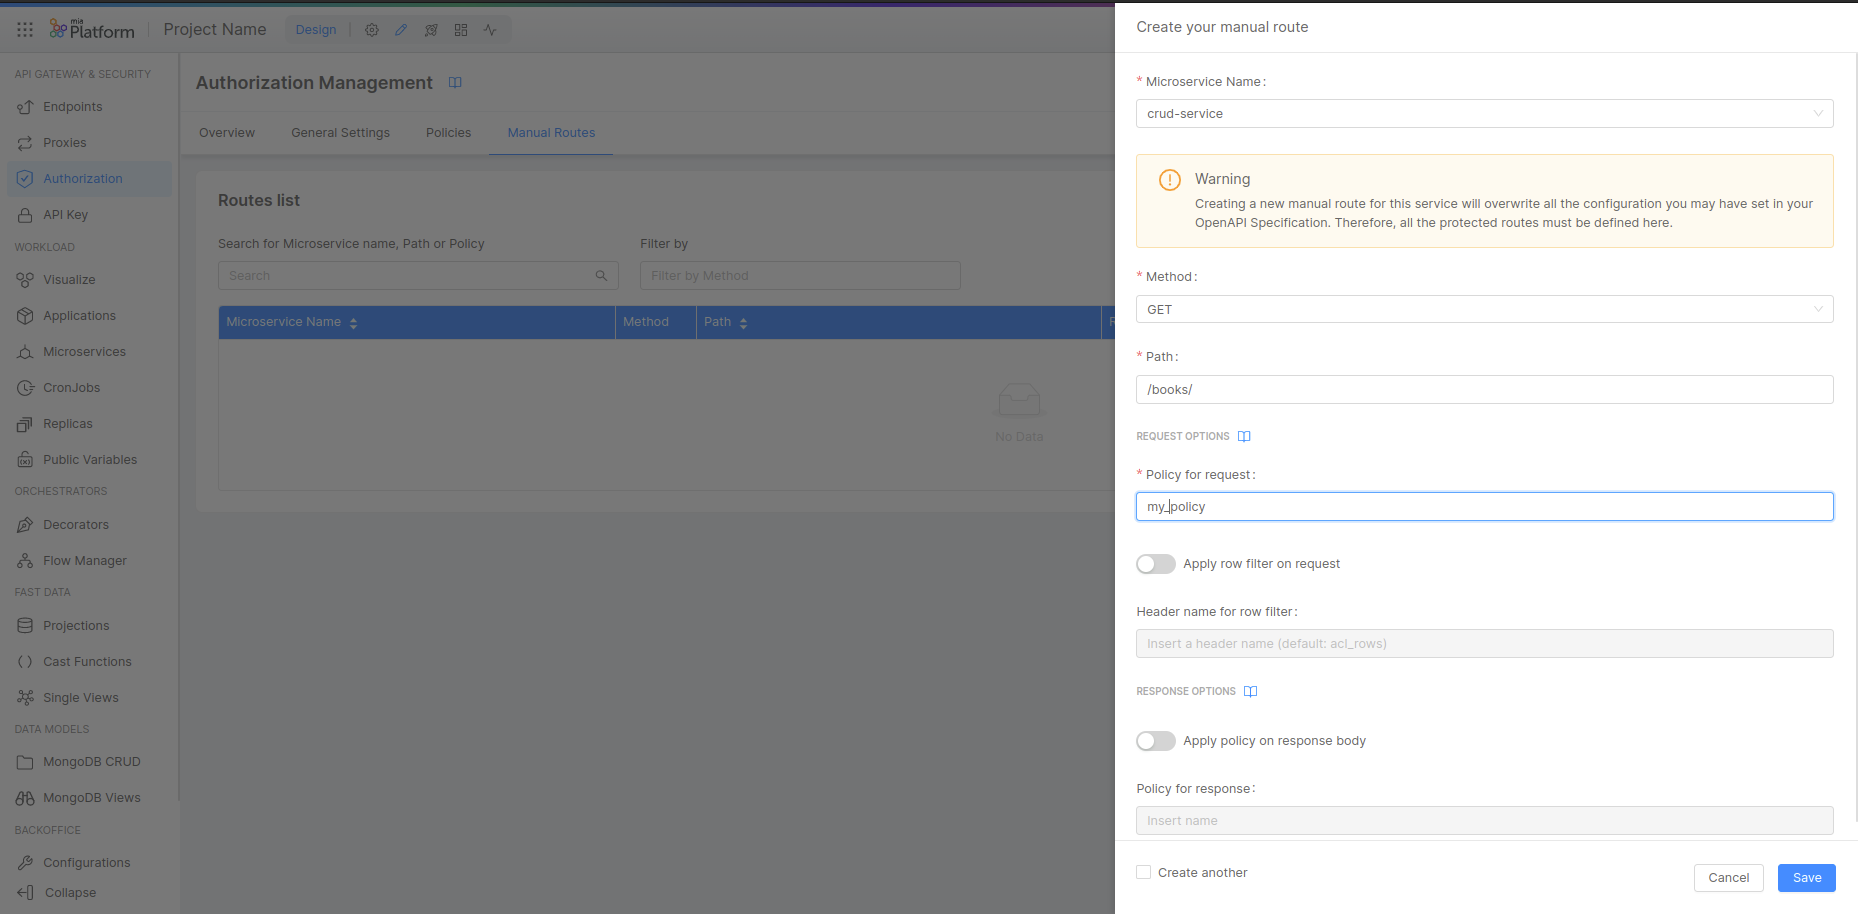 mia
Platform
Project Name
Design
API GATEWAY & SECURITY
Endpoints
Proxies
Authorization
API Key
WORKLOAD
Visualize
Applications
Microservices
CronJobs
Replicas
Public Variables
ORCHESTRATORS
Decorators
Flow Manager
FAST DATA
Projections
Cast Functions
Single Views
DATA MODELS
MongoDB CRUD
MongoDB Views
BACKOFFICE
Configurations
Collapse
Authorization Management
Overview General Settings Policies Manual Routes
Routes list
Search for Microservice name, Path or Policy Filter by
Search Filter by Method
Microservice Name Method Path R
No Data
Create your manual route
* Microservice Name:
crud-service
Warning
Creating a new manual route for this service will overwrite all the configuration you may have set in your
OpenAPI Specification. Therefore, all the protected routes must be defined here.
* Method:
GET
* Path:
/books/
REQUEST OPTIONS
* Policy for request:
my_policy
Apply row filter on request
Header name for row filter:
Insert a header name (default: acl_rows)
RESPONSE OPTIONS
Apply policy on response body
Policy for response:
Insert name
Create another
Cancel Save